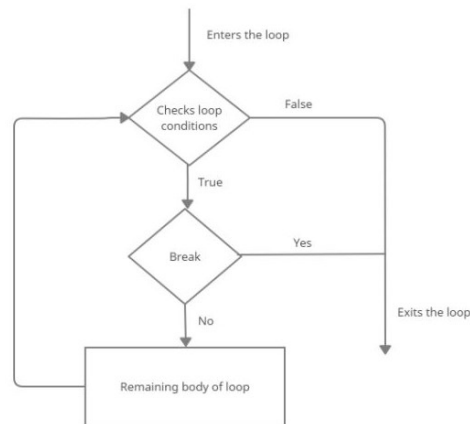 Enters the loop
Checks loop
conditions
False
True
Break
Yes
No
Exits the loop
Remaining body of loop